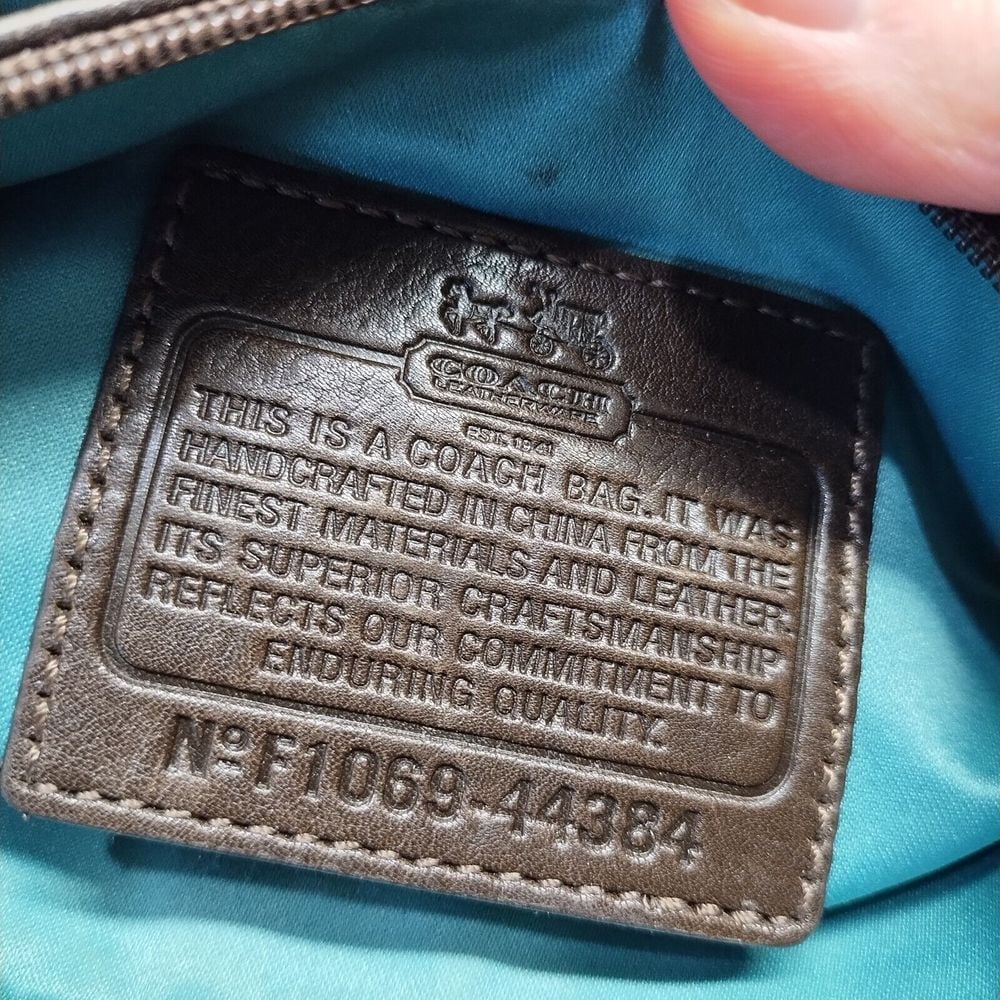 COACH
LEATHERWARE
EST. 1941
THIS IS A COACH BAG. IT WAS
HANDCRAFTED IN CHINA FROM THE
FINEST MATERIALS AND LEATHER.
ITS SUPERIOR CRAFTSMANSHIP
REFLECTS OUR COMMITMENT TO
ENDURING QUALITY.
Nº F1069-44384